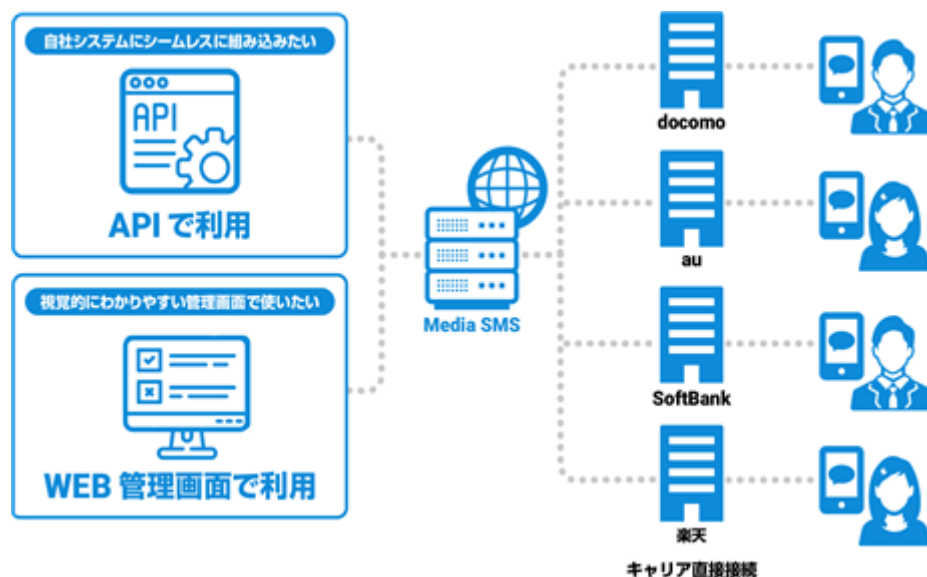 自社システムにシームレスに組み込みたい
API
APIで利用
視覚的にわかりやすい管理画面で使いたい
WEB 管理画面で利用
Media SMS
docomo
au
SoftBank
楽天
キャリア直接接続